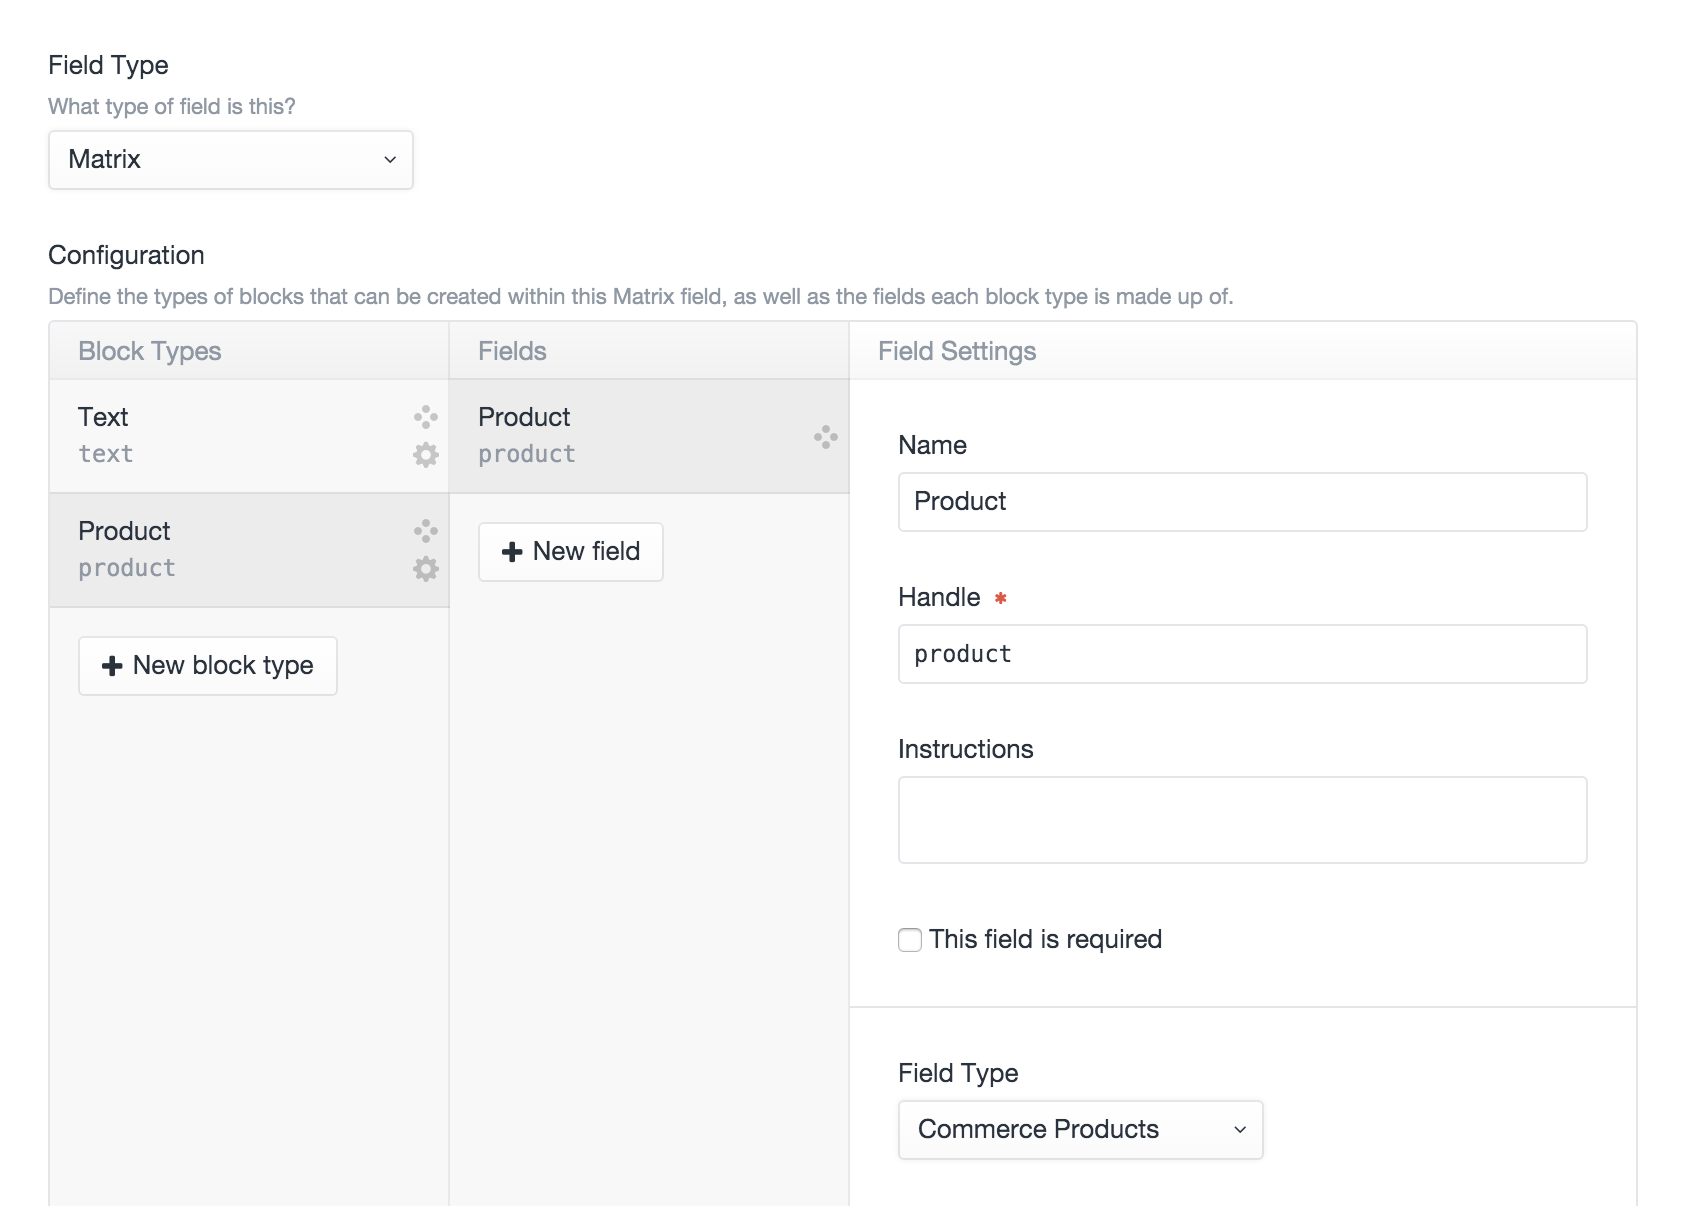 Field Type
What type of field is this?
Matrix
Configuration
Define the types of blocks that can be created within this Matrix field, as well as the fields each block type is made up of.
Block Types
Text
text
Product
product
New block type
Fields
Product
product
New field
Field Settings
Name
Product
Handle *
product
Instructions
This field is required
Field Type
Commerce Products